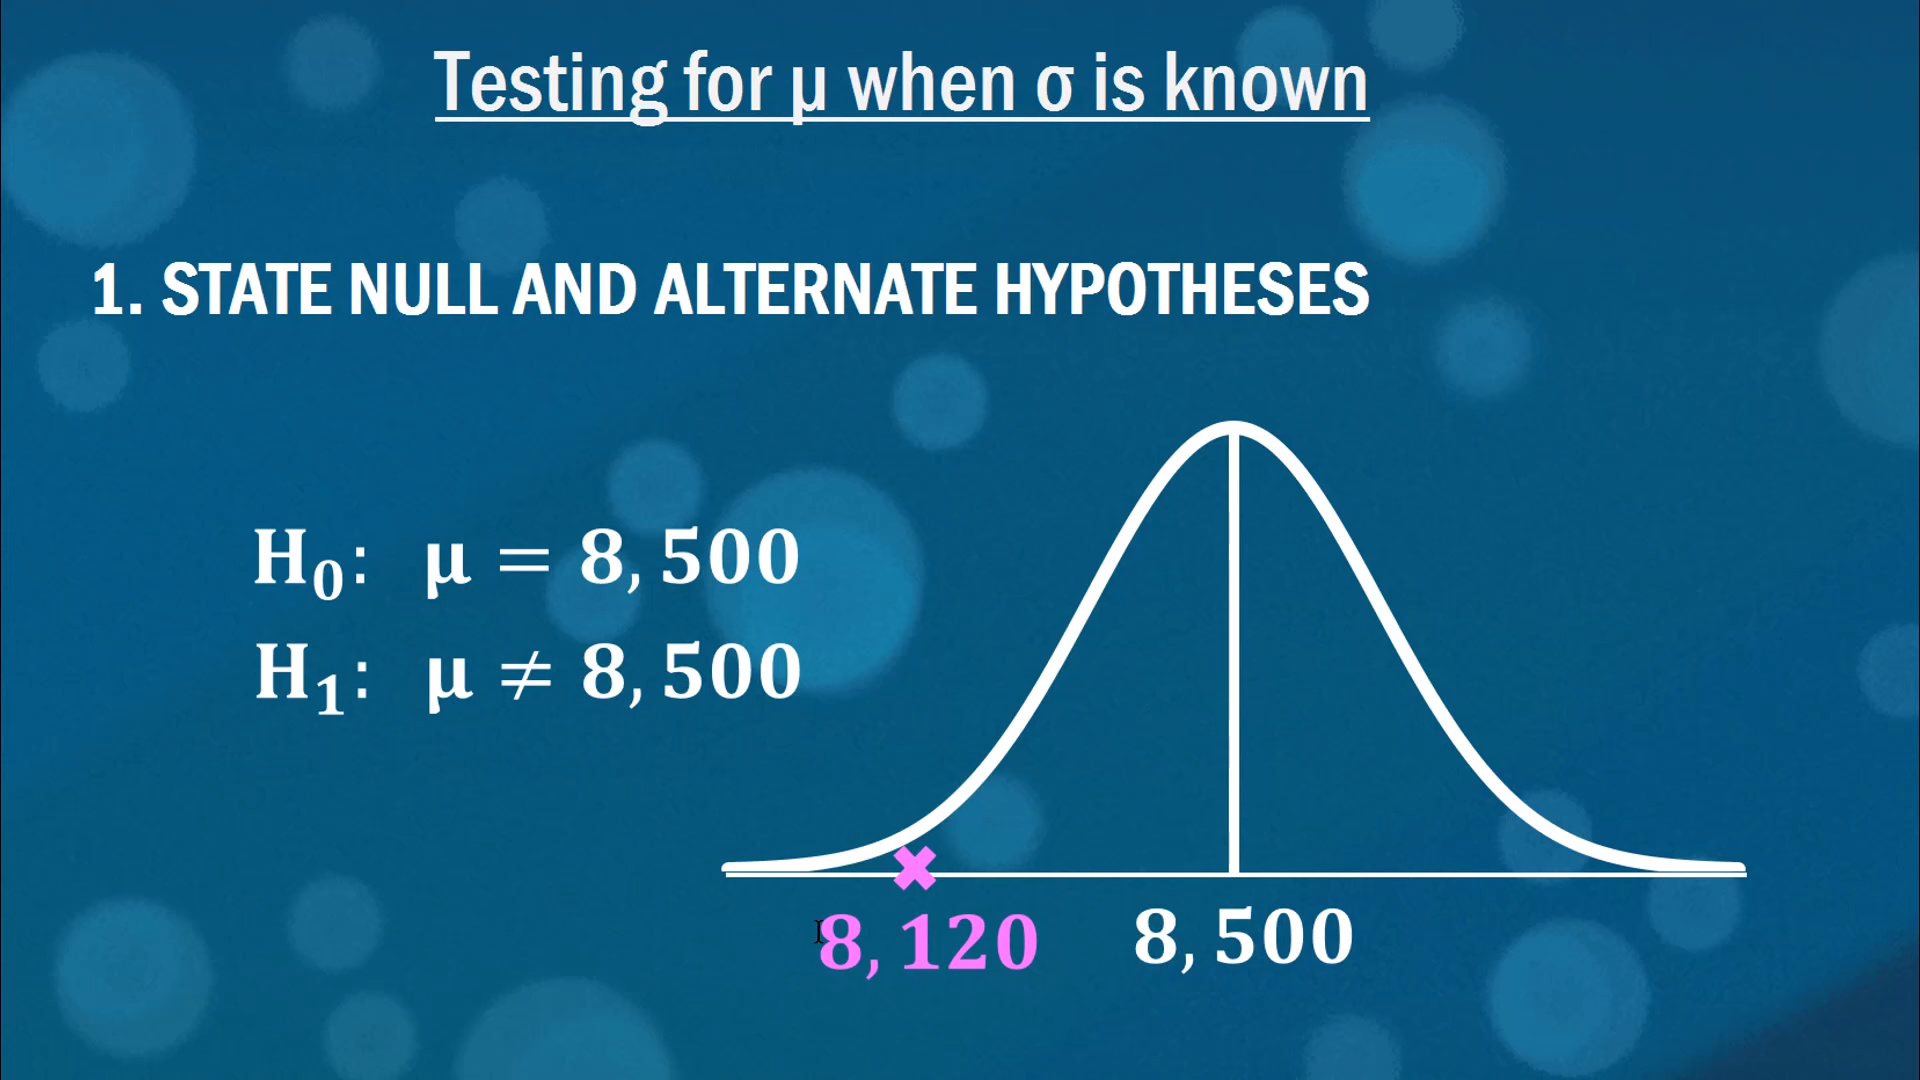 Testing for μ when σ is known
1. STATE NULL AND ALTERNATE HYPOTHESES
H₀: μ = 8,500
H₁: μ ≠ 8,500
8,120 8,500